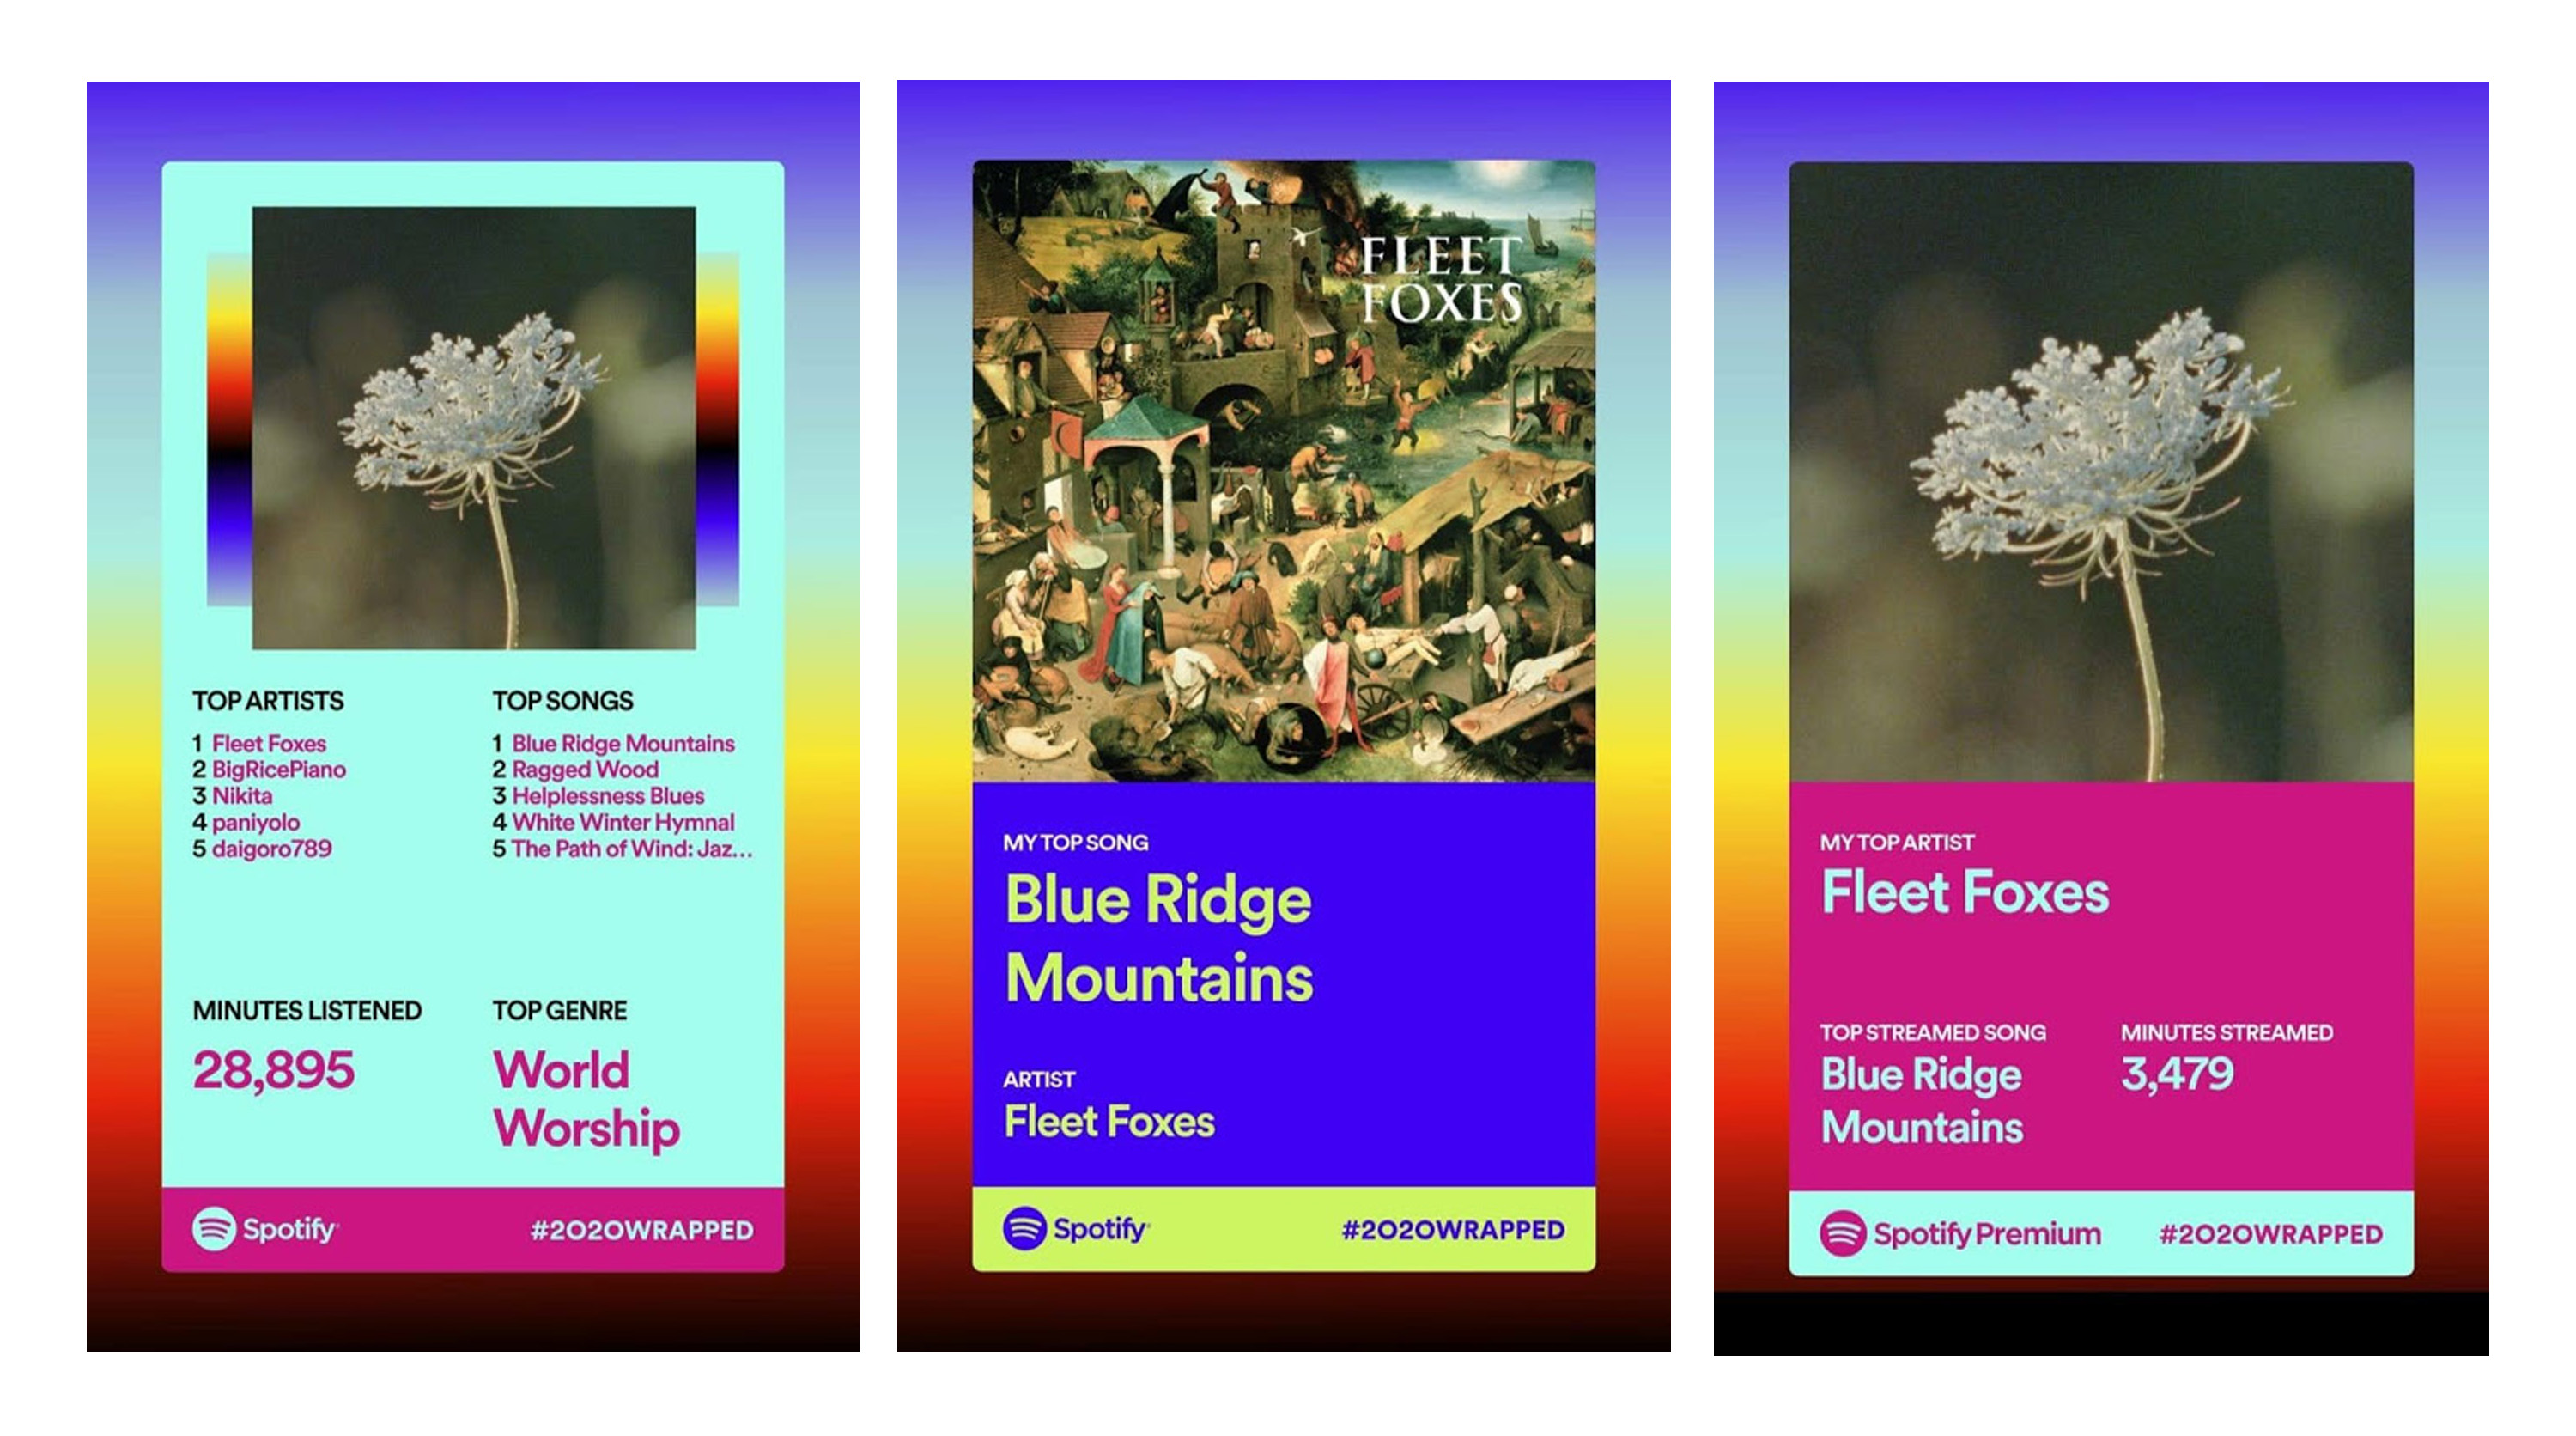 TOP ARTISTS
1 Fleet Foxes
2 BigRicePiano
3 Nikita
4 paniyolo
5 daigoro789
TOP SONGS
1 Blue Ridge Mountains
2 Ragged Wood
3 Helplessness Blues
4 White Winter Hymnal
5 The Path of Wind: Jaz...
MINUTES LISTENED
28,895
TOP GENRE
World
Worship
Spotify
#2020WRAPPED
FLEET
FOXES
MY TOP SONG
Blue Ridge
Mountains
ARTIST
Fleet Foxes
Spotify
#2020WRAPPED
MY TOP ARTIST
Fleet Foxes
TOP STREAMED SONG
Blue Ridge
Mountains
MINUTES STREAMED
3,479
Spotify Premium
#2020WRAPPED